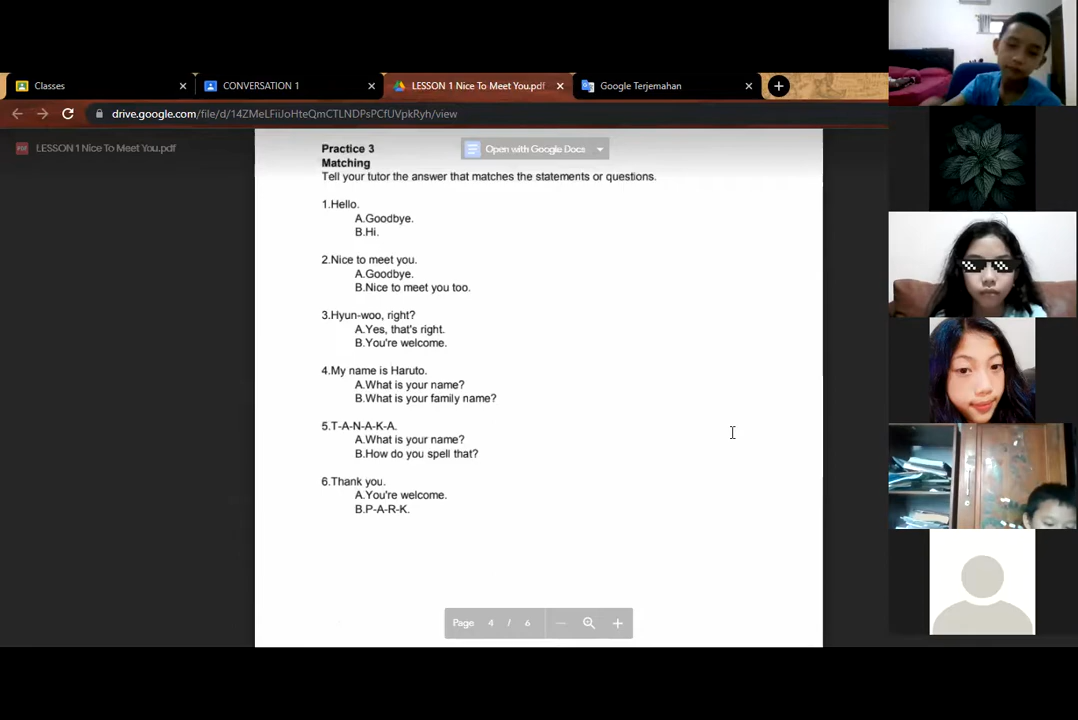 Classes
CONVERSATION 1
LESSON 1 Nice To Meet You.pdf
Google Terjemahan
drive.google.com/file/d/14ZMeLFiiJoHteQmCTLNDPsPCfUVpkRyh/view
LESSON 1 Nice To Meet You.pdf
Open with Google Docs
Practice 3
Matching
Tell your tutor the answer that matches the statements or questions.
1.Hello.
A.Goodbye.
B.Hi.
2.Nice to meet you.
A.Goodbye.
B.Nice to meet you too.
3.Hyun-woo, right?
A.Yes, that's right.
B.You're welcome.
4.My name is Haruto.
A.What is your name?
B.What is your family name?
5.T-A-N-A-K-A.
A.What is your name?
B.How do you spell that?
6.Thank you.
A.You're welcome.
B.P-A-R-K.
Page 4 / 6